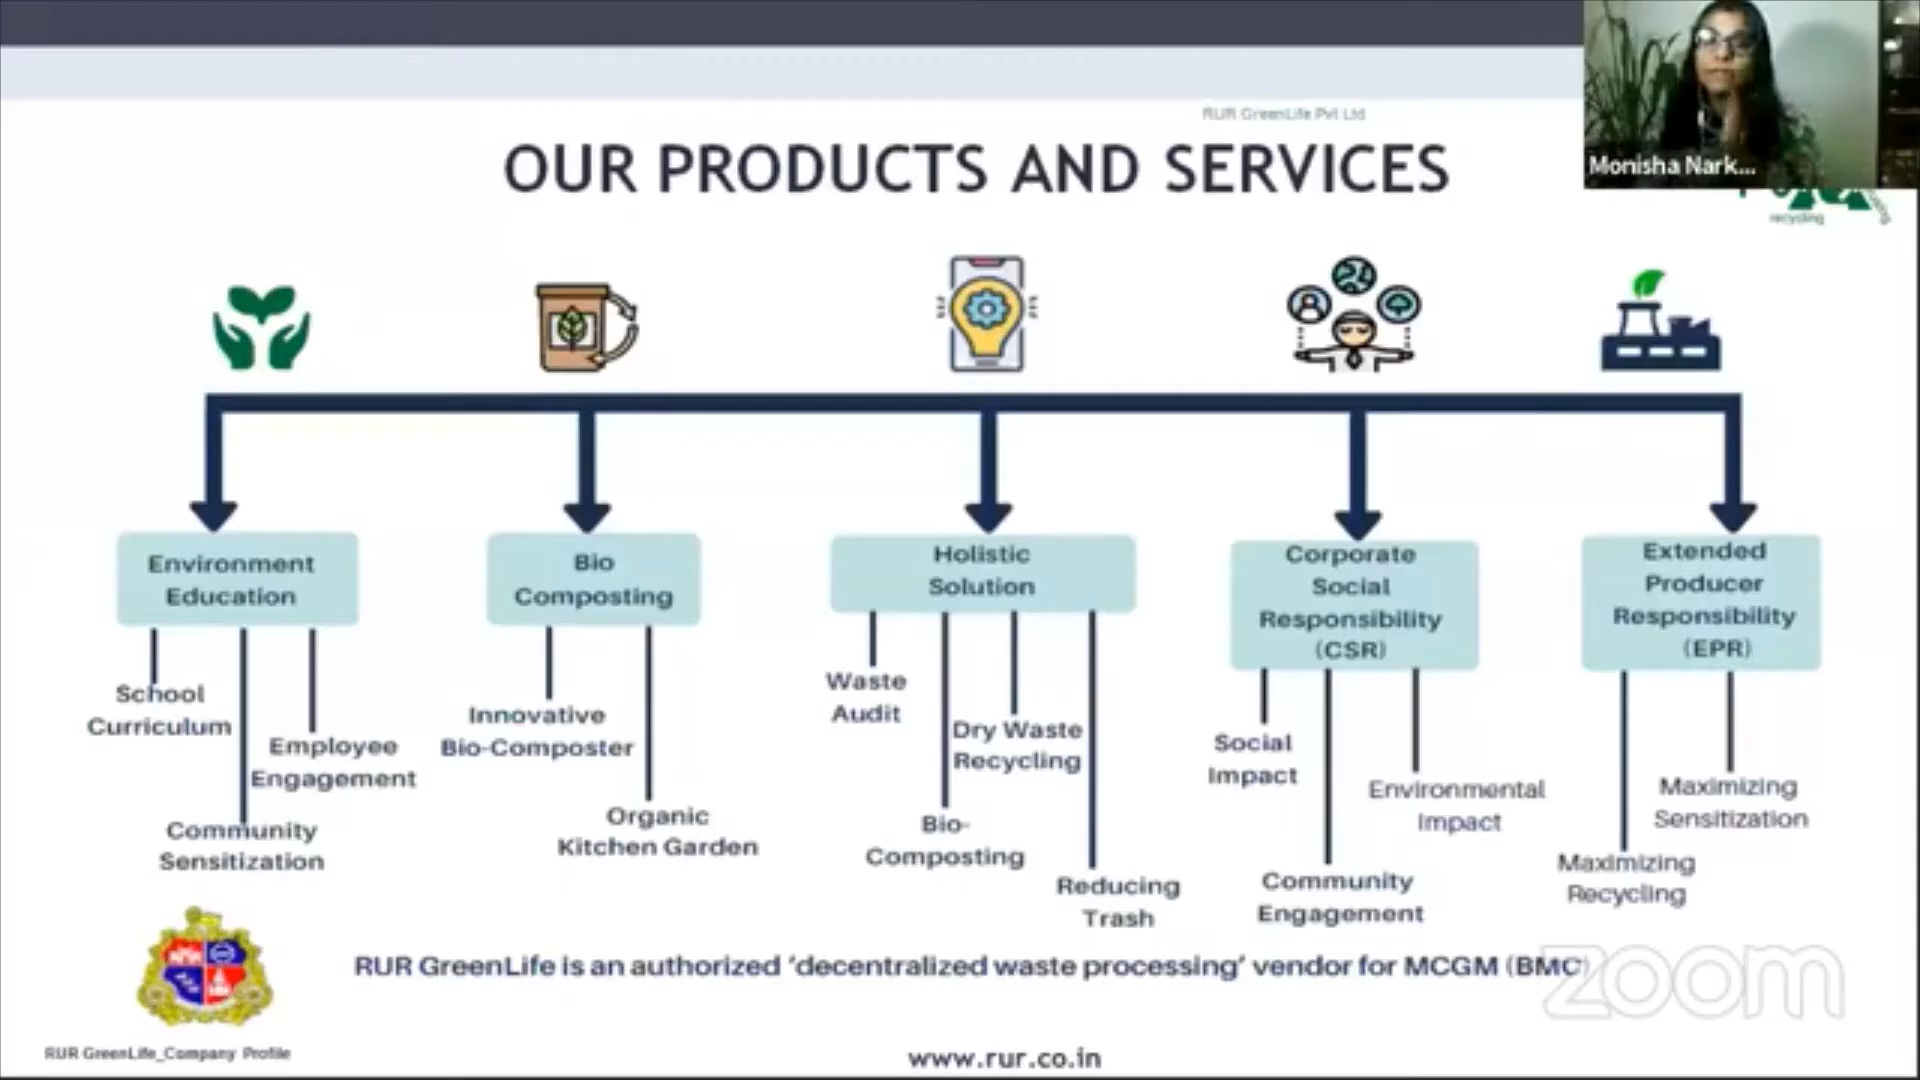 RUR GreenLife Pvt Ltd
OUR PRODUCTS AND SERVICES
Monisha Nark...
recycling
Environment
Education
Bio
Composting
Holistic
Solution
Corporate
Social
Responsibility
(CSR)
Extended
Producer
Responsibility
(EPR)
School
Curriculum
Employee
Engagement
Community
Sensitization
Innovative
Bio-Composter
Organic
Kitchen Garden
Waste
Audit
Dry Waste
Recycling
Bio-
Composting
Reducing
Trash
Social
Impact
Environmental
Impact
Community
Engagement
Maximizing
Sensitization
Maximizing
Recycling
RUR GreenLife is an authorized ‘decentralized waste processing’ vendor for MCGM (BMC)
zoom
RUR GreenLife_Company Profile
www.rur.co.in